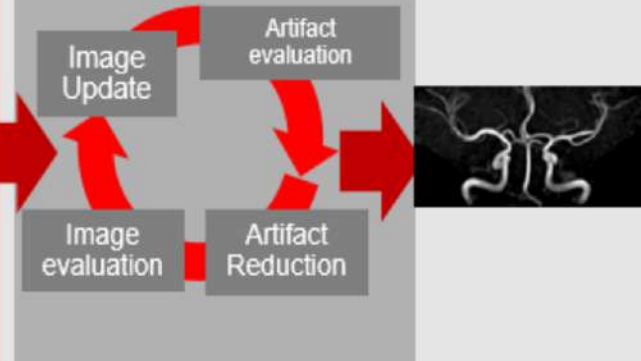 Image
Update
Artifact
evaluation
Image
evaluation
Artifact
Reduction